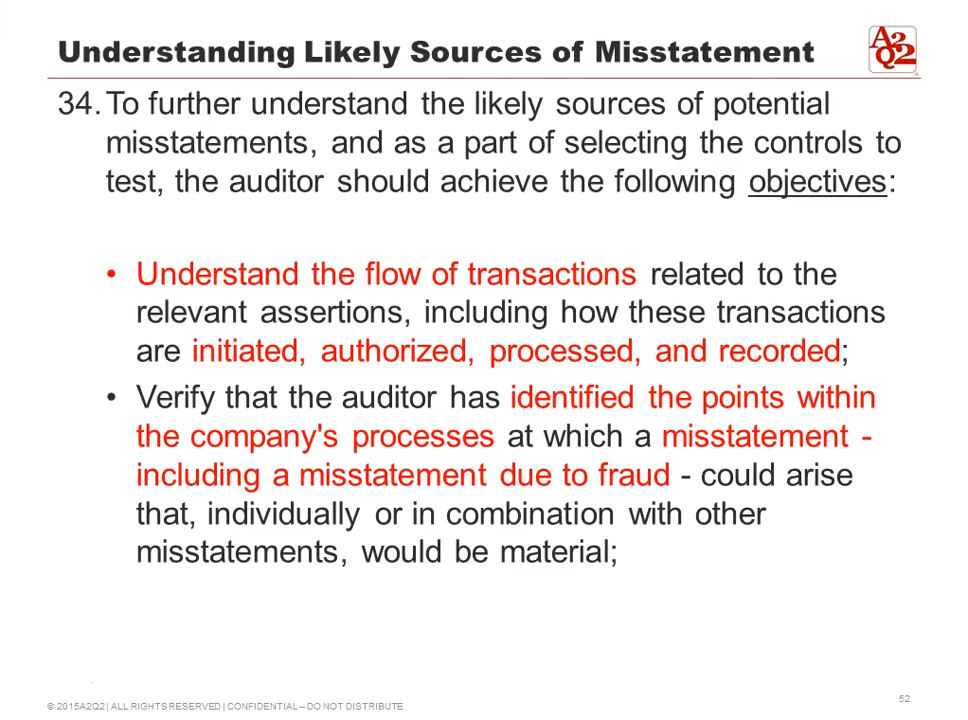 Understanding Likely Sources of Misstatement
A2
Q2
34. To further understand the likely sources of potential
misstatements, and as a part of selecting the controls to
test, the auditor should achieve the following objectives:
• Understand the flow of transactions related to the
relevant assertions, including how these transactions
are initiated, authorized, processed, and recorded;
• Verify that the auditor has identified the points within
the company's processes at which a misstatement -
including a misstatement due to fraud - could arise
that, individually or in combination with other
misstatements, would be material;
52
© 2015A2Q2 | ALL RIGHTS RESERVED | CONFIDENTIAL – DO NOT DISTRIBUTE